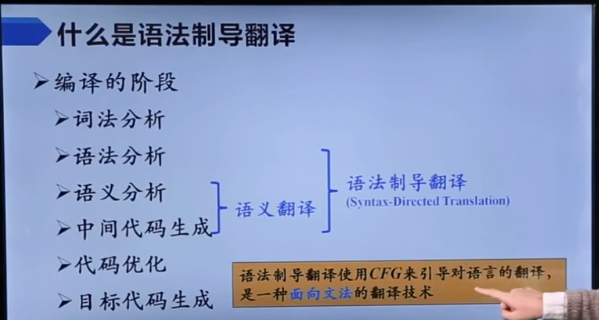 什么是语法制导翻译
➢编译的阶段
➢词法分析
➢语法分析
➢语义分析
➢中间代码生成
➢代码优化
➢目标代码生成
语义翻译
语法制导翻译
(Syntax-Directed Translation)
语法制导翻译使用CFG来引导对语言的翻译，
是一种面向文法的翻译技术